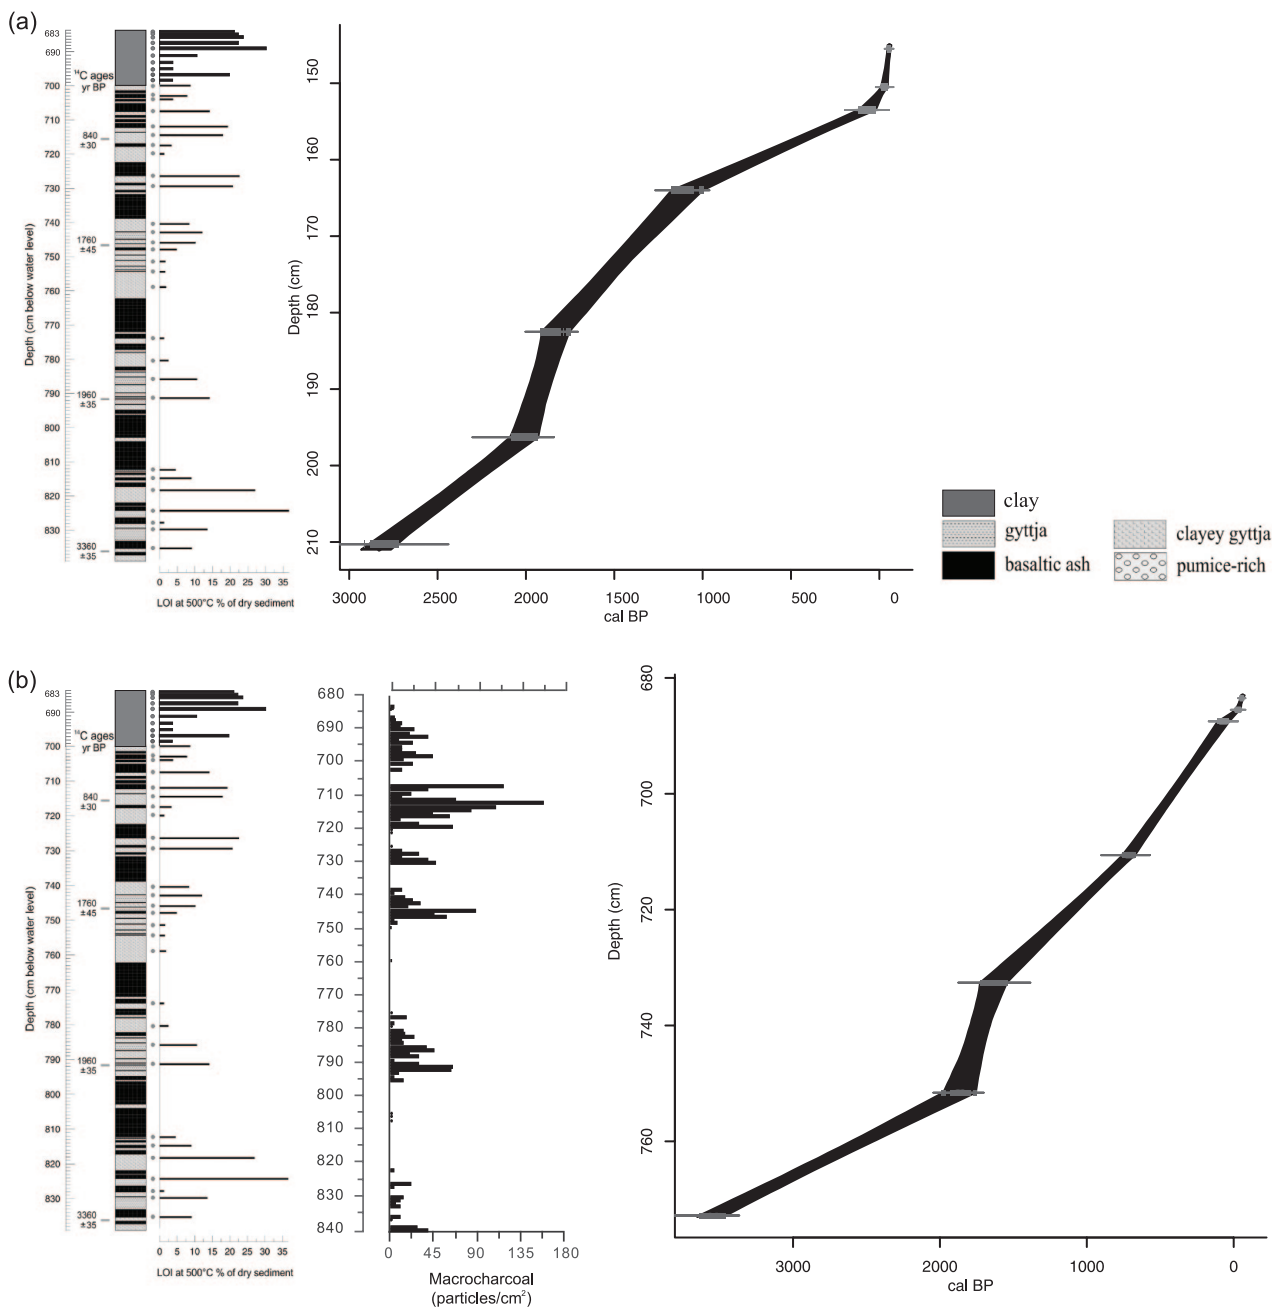 (a)
683
690
¹⁴C ages
yr BP
700
710
840
±30
720
730
740
1760
±45
750
760
770
780
790
1960
±35
800
810
820
830
3360
±35
Depth (cm below water level)
0 5 10 15 20 25 30 35
LOI at 500°C % of dry sediment
150
160
170
180
190
200
210
Depth (cm)
3000 2500 2000 1500 1000 500 0
cal BP
clay
gyttja
clayey gyttja
basaltic ash
pumice-rich
(b)
683
690
¹⁴C ages
yr BP
700
710
840
±30
720
730
740
1760
±45
750
760
770
780
790
1960
±35
800
810
820
830
3360
±35
Depth (cm below water level)
0 5 10 15 20 25 30 35
LOI at 500°C % of dry sediment
680
690
700
710
720
730
740
750
760
770
780
790
800
810
820
830
840
0 45 90 135 180
Macrocharcoal
(particles/cm²)
680
700
720
740
760
Depth (cm)
3000 2000 1000 0
cal BP